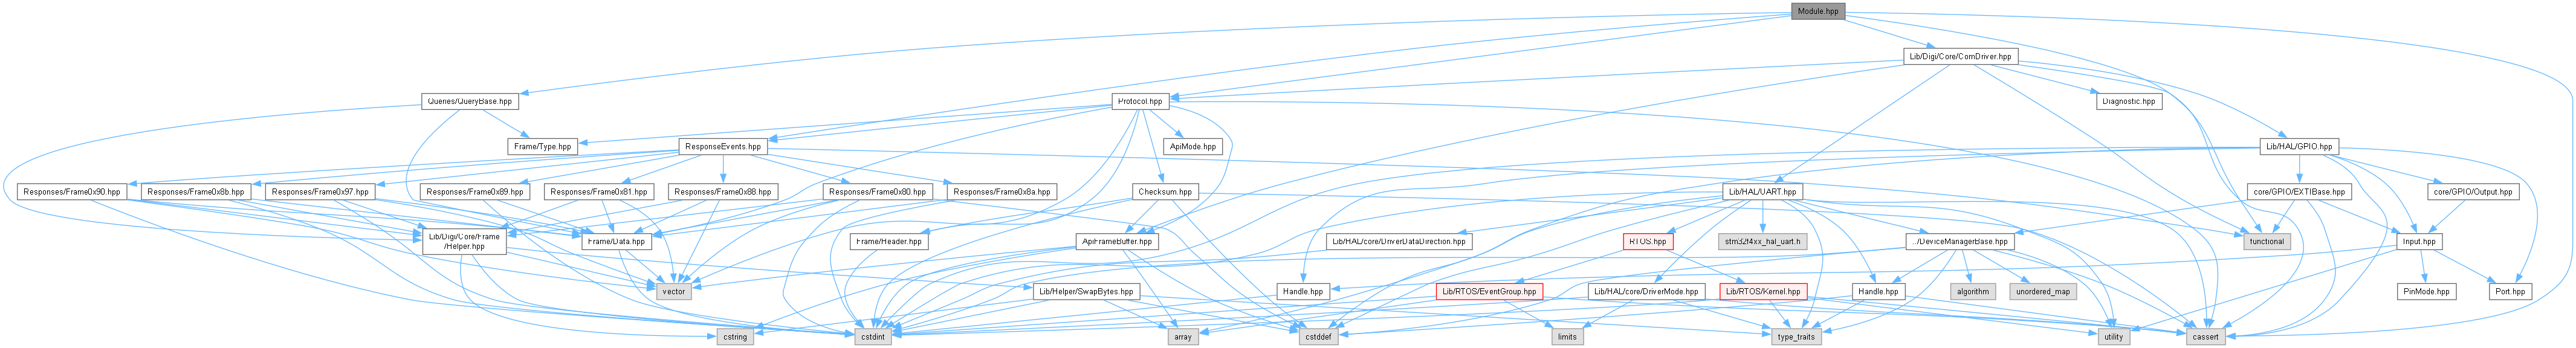 Module.hpp
Lib/Digi/Core/ComDriver.hpp
Queries/QueryBase.hpp
Protocol.hpp
Diagnostic.hpp
Frame/Type.hpp
ResponseEvents.hpp
ApiMode.hpp
Lib/HAL/GPIO.hpp
Responses/Frame0x90.hpp
Responses/Frame0x8b.hpp
Responses/Frame0x97.hpp
Responses/Frame0x89.hpp
Responses/Frame0x81.hpp
Responses/Frame0x88.hpp
Responses/Frame0x80.hpp
Responses/Frame0x8a.hpp
Checksum.hpp
Lib/HAL/UART.hpp
core/GPIO/EXTIBase.hpp
core/GPIO/Output.hpp
Lib/Digi/Core/Frame
/Helper.hpp
Frame/Data.hpp
Frame/Header.hpp
ApiFrameBuffer.hpp
Lib/HAL/core/DriverDataDirection.hpp
RTOS.hpp
stm32f4xx_hal_uart.h
../DeviceManagerBase.hpp
functional
Input.hpp
vector
Lib/Helper/SwapBytes.hpp
Handle.hpp
Lib/RTOS/EventGroup.hpp
Lib/HAL/core/DriverMode.hpp
Lib/RTOS/Kernel.hpp
Handle.hpp
algorithm
unordered_map
PinMode.hpp
Port.hpp
cstring
cstdint
array
cstddef
limits
type_traits
utility
cassert